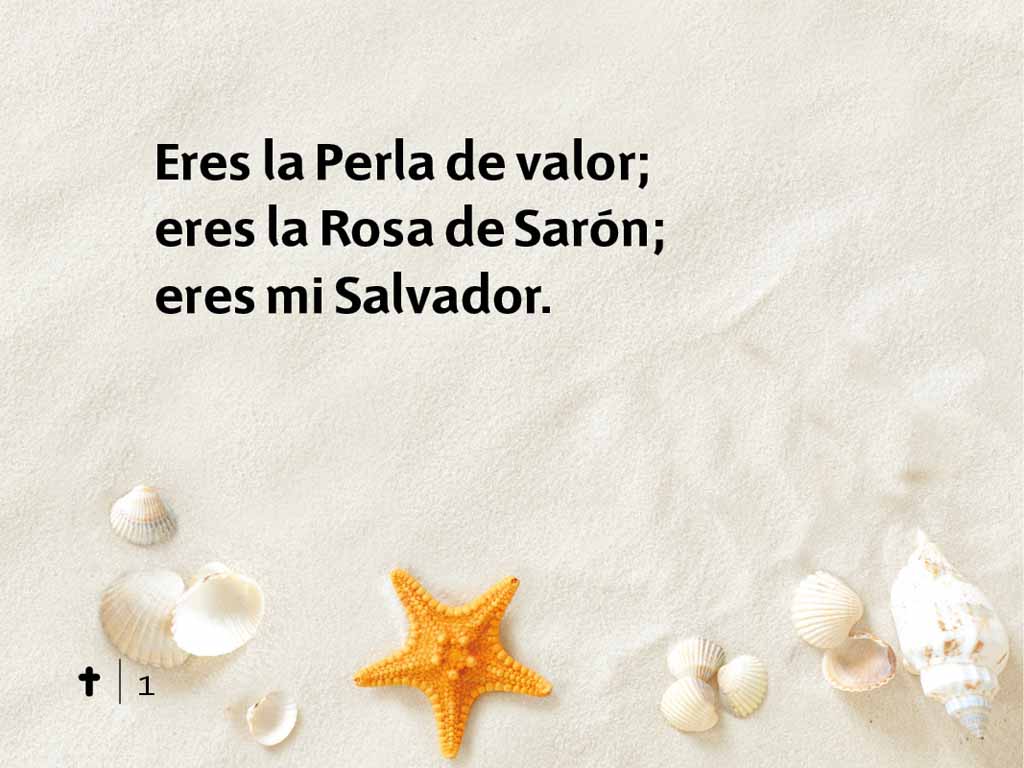 Eres la Perla de valor;
eres la Rosa de Sarón;
eres mi Salvador.
1